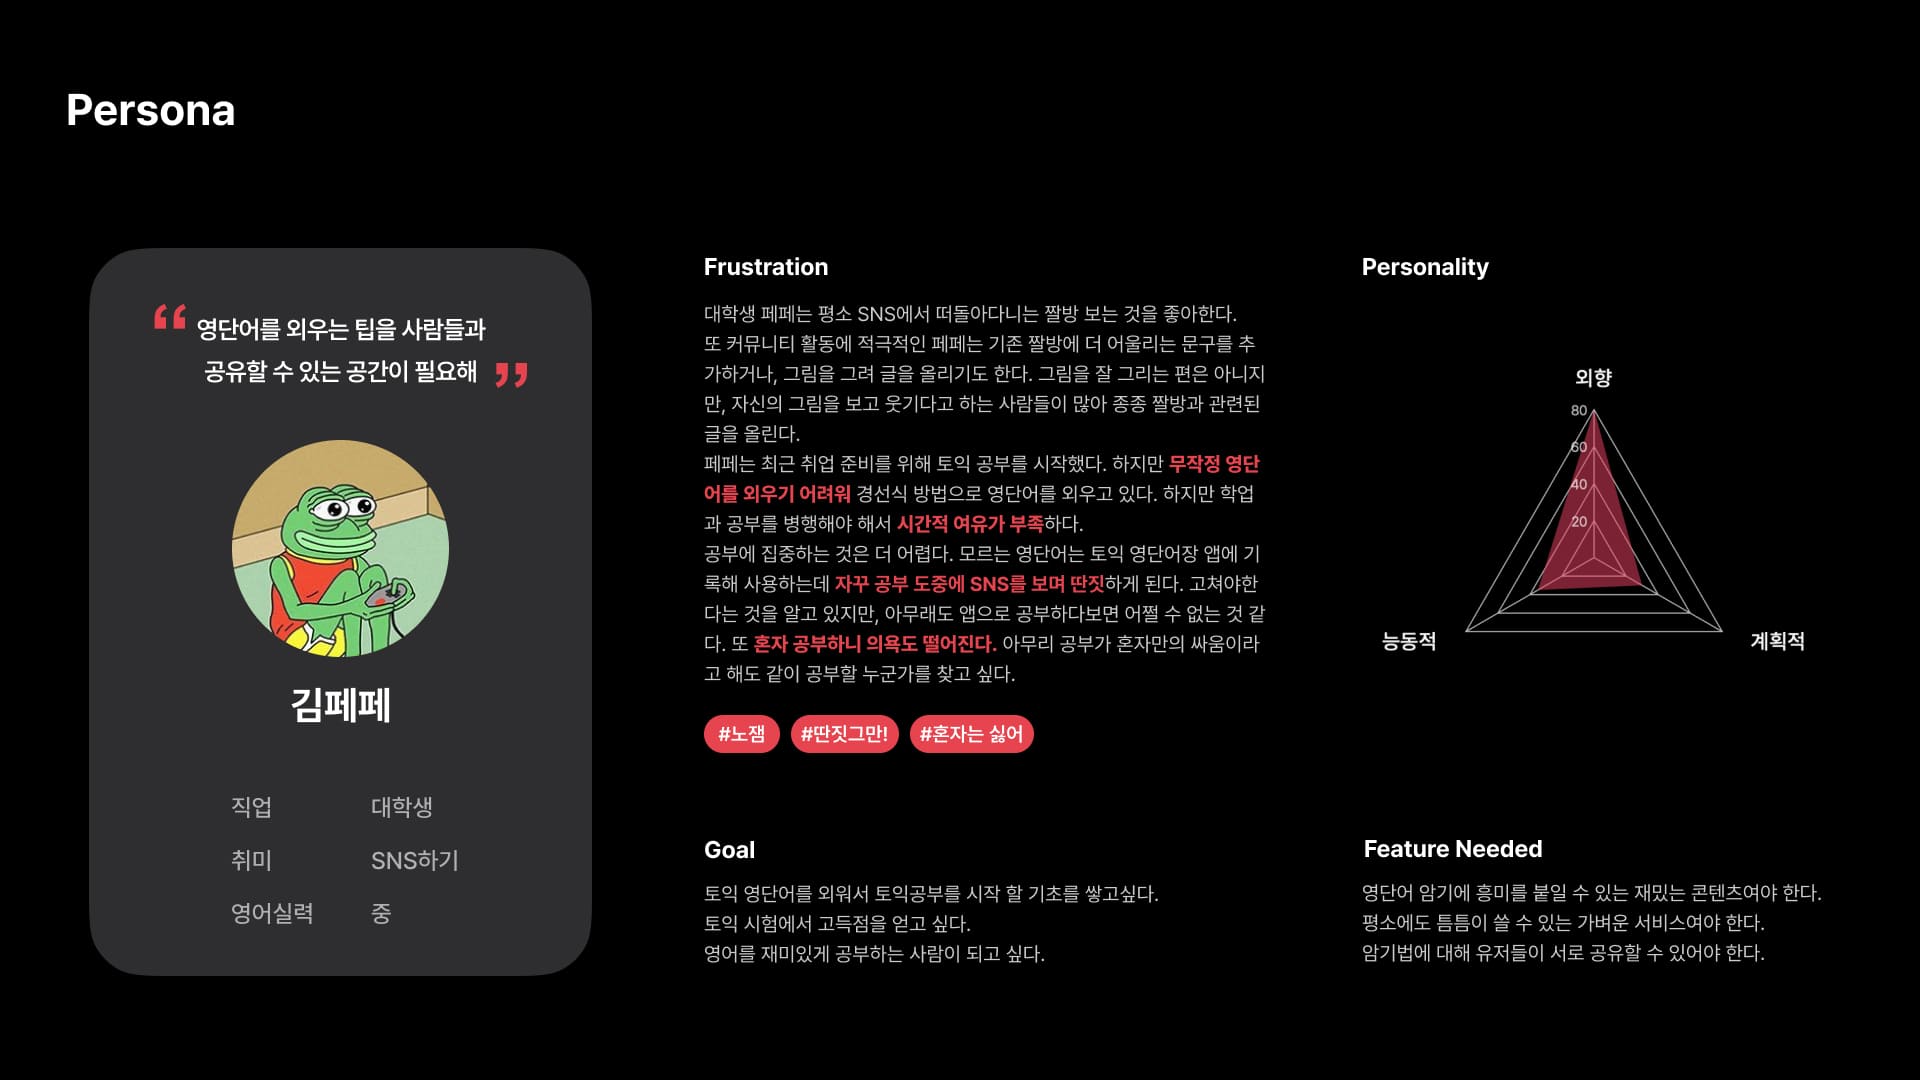 Persona
“ 영단어를 외우는 팁을 사람들과
공유할 수 있는 공간이 필요해 ”
김페페
직업 대학생
취미 SNS하기
영어실력 중
Frustration
대학생 페페는 평소 SNS에서 떠돌아다니는 짤방 보는 것을 좋아한다.
또 커뮤니티 활동에 적극적인 페페는 기존 짤방에 더 어울리는 문구를 추
가하거나, 그림을 그려 글을 올리기도 한다. 그림을 잘 그리는 편은 아니지
만, 자신의 그림을 보고 웃기다고 하는 사람들이 많아 종종 짤방과 관련된
글을 올린다.
페페는 최근 취업 준비를 위해 토익 공부를 시작했다. 하지만 무작정 영단
어를 외우기 어려워 경선식 방법으로 영단어를 외우고 있다. 하지만 학업
과 공부를 병행해야 해서 시간적 여유가 부족하다.
공부에 집중하는 것은 더 어렵다. 모르는 영단어는 토익 영단어장 앱에 기
록해 사용하는데 자꾸 공부 도중에 SNS를 보며 딴짓하게 된다. 고쳐야한
다는 것을 알고 있지만, 아무래도 앱으로 공부하다보면 어쩔 수 없는 것 같
다. 또 혼자 공부하니 의욕도 떨어진다. 아무리 공부가 혼자만의 싸움이라
고 해도 같이 공부할 누군가를 찾고 싶다.
#노잼 #딴짓그만! #혼자는 싫어
Goal
토익 영단어를 외워서 토익공부를 시작 할 기초를 쌓고싶다.
토익 시험에서 고득점을 얻고 싶다.
영어를 재미있게 공부하는 사람이 되고 싶다.
Personality
외향
80
60
40
20
능동적 계획적
Feature Needed
영단어 암기에 흥미를 붙일 수 있는 재밌는 콘텐츠여야 한다.
평소에도 틈틈이 쓸 수 있는 가벼운 서비스여야 한다.
암기법에 대해 유저들이 서로 공유할 수 있어야 한다.